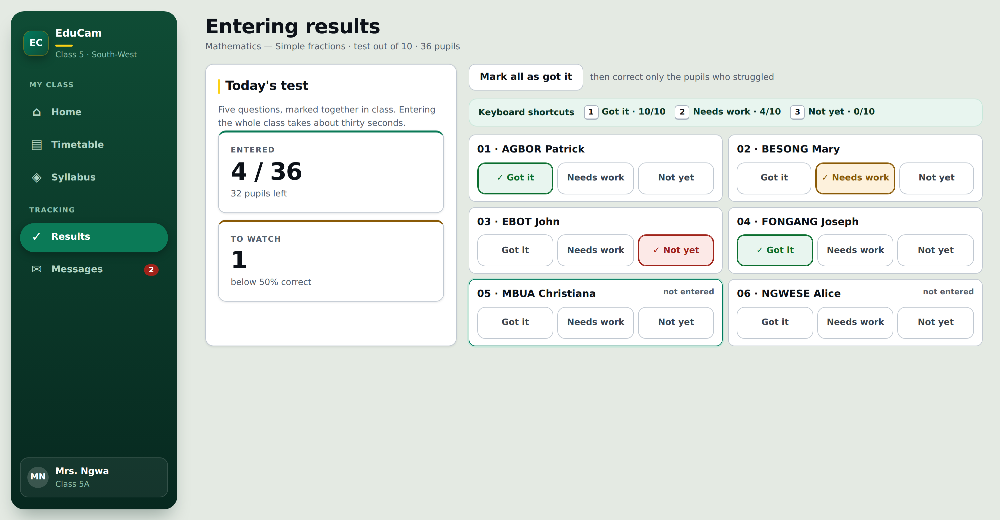 EC
EduCam
Class 5 · South-West
MY CLASS
Home
Timetable
Syllabus
TRACKING
✓ Results
Messages 2
MN
Mrs. Ngwa
Class 5A
Entering results
Mathematics — Simple fractions · test out of 10 · 36 pupils
Today's test
Five questions, marked together in class. Entering
the whole class takes about thirty seconds.
ENTERED
4 / 36
32 pupils left
TO WATCH
1
below 50% correct
Mark all as got it then correct only the pupils who struggled
Keyboard shortcuts 1 Got it · 10/10 2 Needs work · 4/10 3 Not yet · 0/10
01 · AGBOR Patrick
✓ Got it Needs work Not yet
02 · BESONG Mary
Got it ✓ Needs work Not yet
03 · EBOT John
Got it Needs work ✓ Not yet
04 · FONGANG Joseph
✓ Got it Needs work Not yet
05 · MBUA Christiana not entered
Got it Needs work Not yet
06 · NGWESE Alice not entered
Got it Needs work Not yet